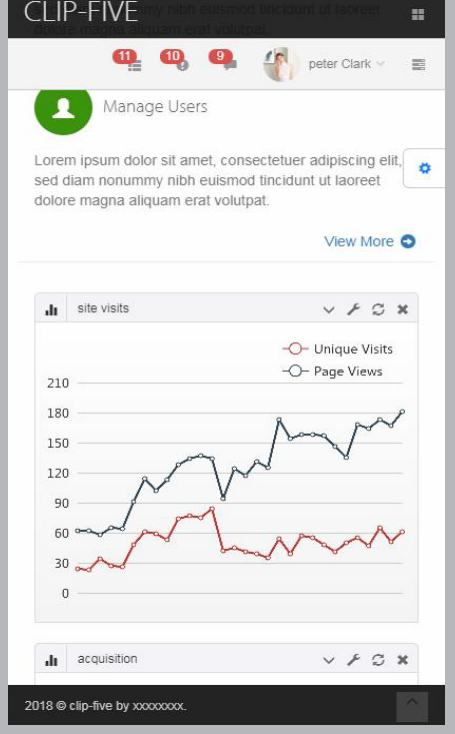 CLIP-FIVE
11
10
9
peter Clark
Manage Users
Lorem ipsum dolor sit amet, consectetuer adipiscing elit,
sed diam nonummy nibh euismod tincidunt ut laoreet
dolore magna aliquam erat volutpat.
View More
site visits
Unique Visits
Page Views
210
180
150
120
90
60
30
0
acquisition
2018 © clip-five by xxxxxxxx.